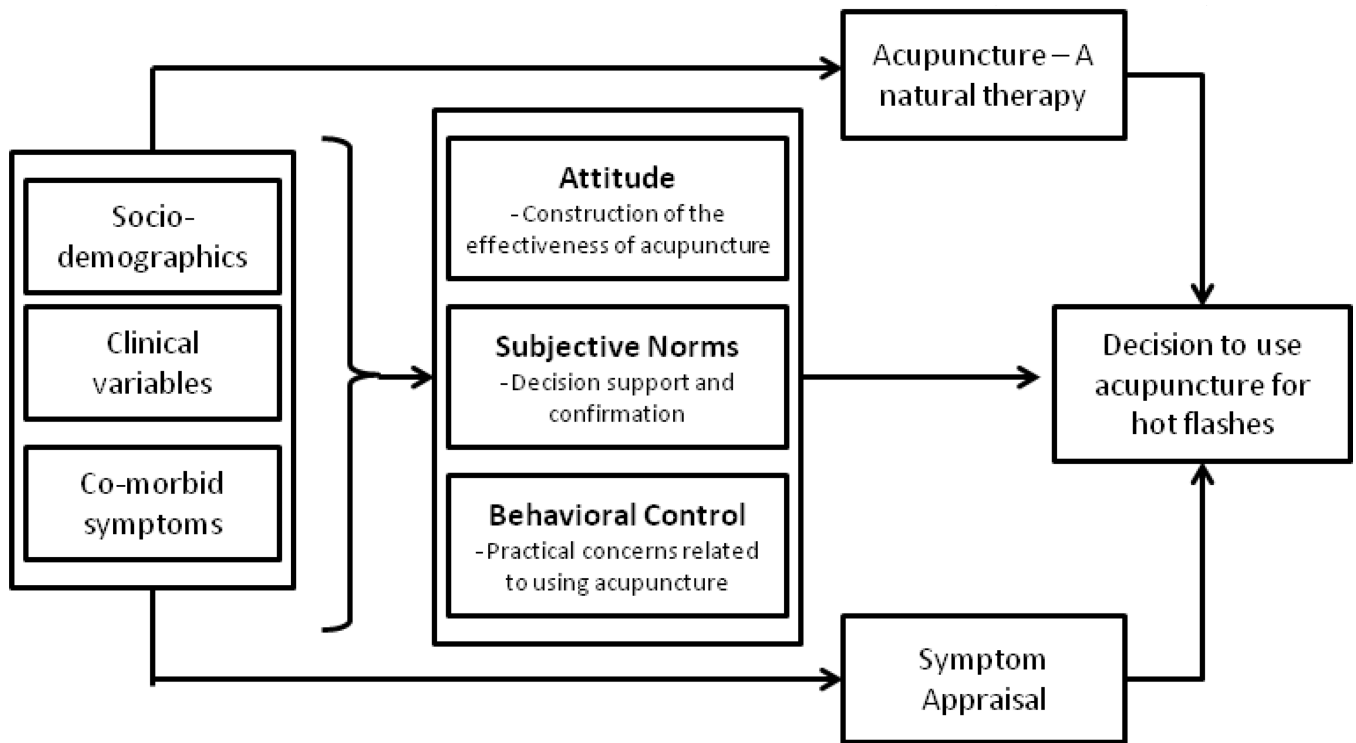 Acupuncture – A
natural therapy
Socio-
demographics
Clinical
variables
Co-morbid
symptoms
Attitude
-Construction of the
effectiveness of acupuncture
Subjective Norms
-Decision support and
confirmation
Behavioral Control
-Practical concerns related
to using acupuncture
Decision to use
acupuncture for
hot flashes
Symptom
Appraisal